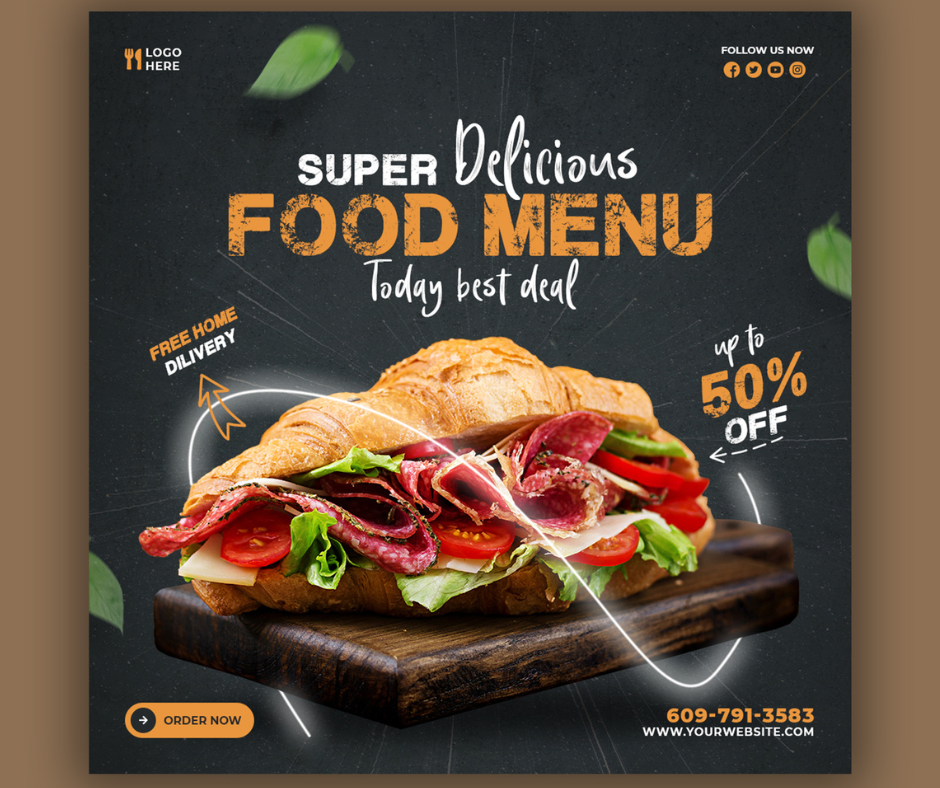 LOGO
HERE
FOLLOW US NOW
SUPER Delicious
FOOD MENU
Today best deal
FREE HOME
DILIVERY
up to
50%
OFF
ORDER NOW
609-791-3583
WWW.YOURWEBSITE.COM